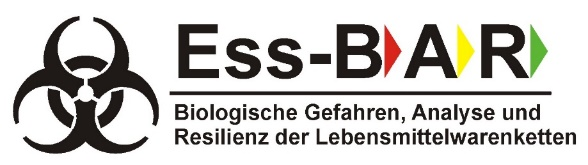 Ess-BAR
Biologische Gefahren, Analyse und
Resilienz der Lebensmittelwarenketten